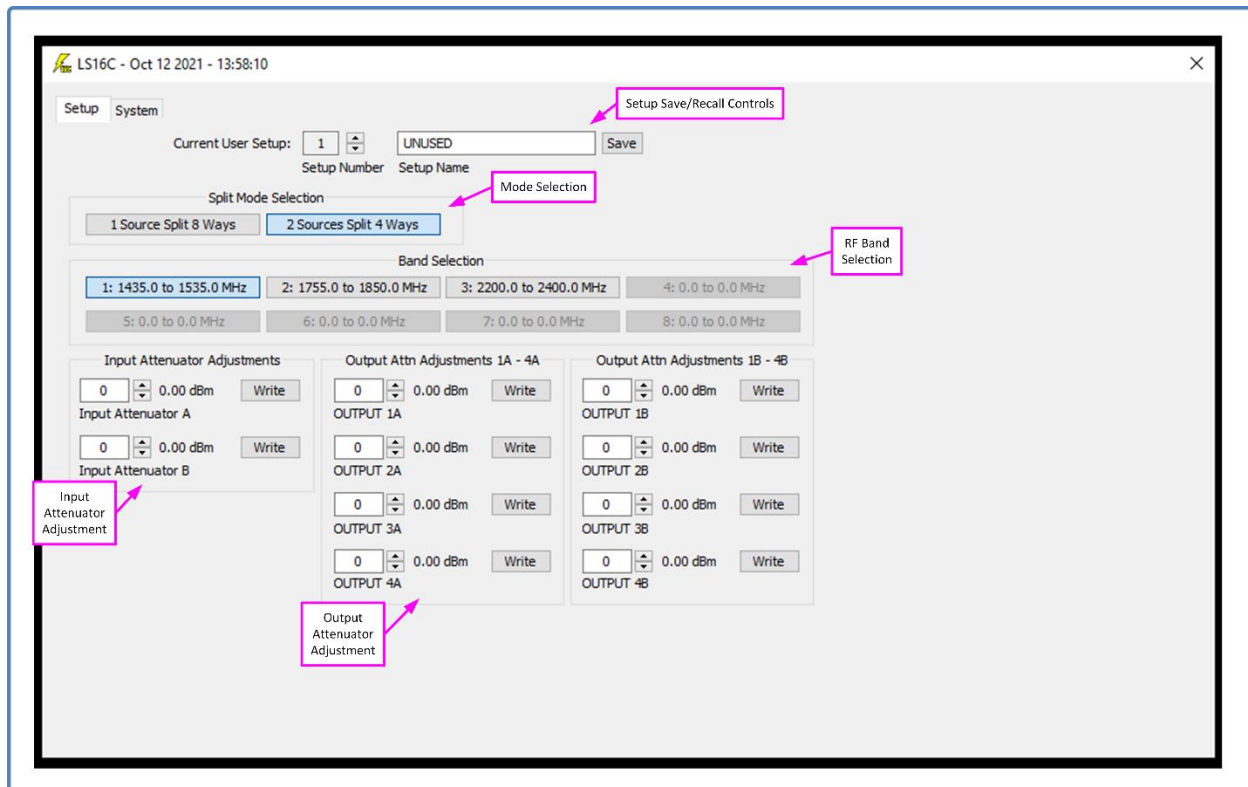 LS16C - Oct 12 2021 - 13:58:10
Setup System
Setup Save/Recall Controls
Current User Setup: 1 UNUSED Save
Setup Number Setup Name
Mode Selection
Split Mode Selection
1 Source Split 8 Ways 2 Sources Split 4 Ways
RF Band
Selection
Band Selection
1: 1435.0 to 1535.0 MHz 2: 1755.0 to 1850.0 MHz 3: 2200.0 to 2400.0 MHz 4: 0.0 to 0.0 MHz
5: 0.0 to 0.0 MHz 6: 0.0 to 0.0 MHz 7: 0.0 to 0.0 MHz 8: 0.0 to 0.0 MHz
Input Attenuator Adjustments Output Attn Adjustments 1A - 4A Output Attn Adjustments 1B - 4B
0 0.00 dBm Write 0 0.00 dBm Write 0 0.00 dBm Write
Input Attenuator A OUTPUT 1A OUTPUT 1B
0 0.00 dBm Write 0 0.00 dBm Write 0 0.00 dBm Write
Input Attenuator B OUTPUT 2A OUTPUT 2B
Input
Attenuator
Adjustment
0 0.00 dBm Write 0 0.00 dBm Write
OUTPUT 3A OUTPUT 3B
0 0.00 dBm Write 0 0.00 dBm Write
OUTPUT 4A OUTPUT 4B
Output
Attenuator
Adjustment